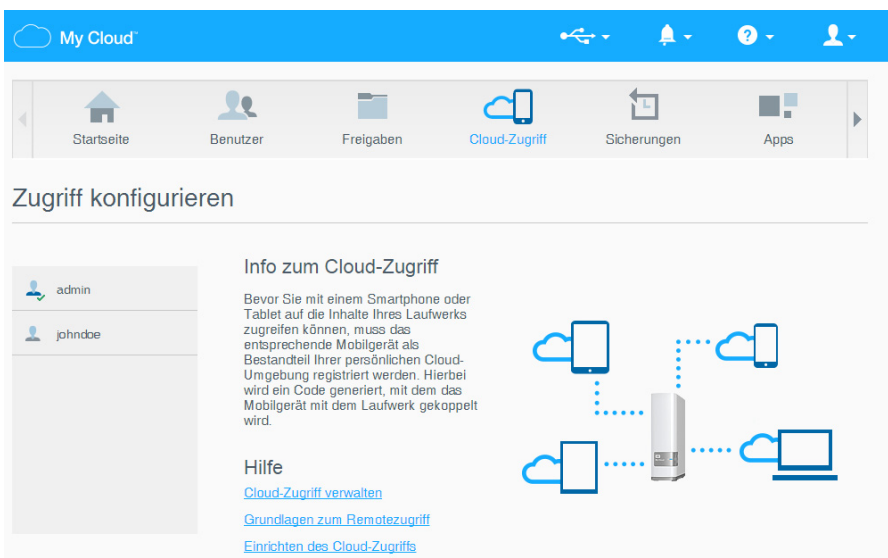 My Cloud™
Startseite
Benutzer
Freigaben
Cloud-Zugriff
Sicherungen
Apps
Zugriff konfigurieren
admin
johndoe
Info zum Cloud-Zugriff
Bevor Sie mit einem Smartphone oder
Tablet auf die Inhalte Ihres Laufwerks
zugreifen können, muss das
entsprechende Mobilgerät als
Bestandteil Ihrer persönlichen Cloud-
Umgebung registriert werden. Hierbei
wird ein Code generiert, mit dem das
Mobilgerät mit dem Laufwerk gekoppelt
wird.
Hilfe
Cloud-Zugriff verwalten
Grundlagen zum Remotezugriff
Einrichten des Cloud-Zugriffs